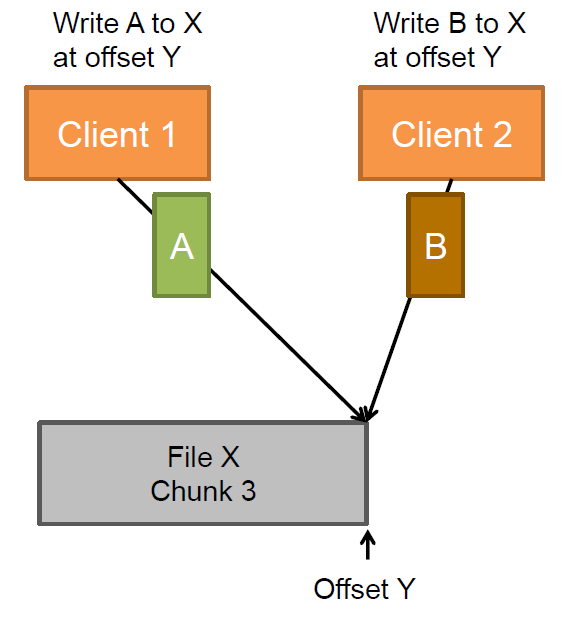 Write A to X
at offset Y
Write B to X
at offset Y
Client 1
Client 2
A
B
File X
Chunk 3
Offset Y